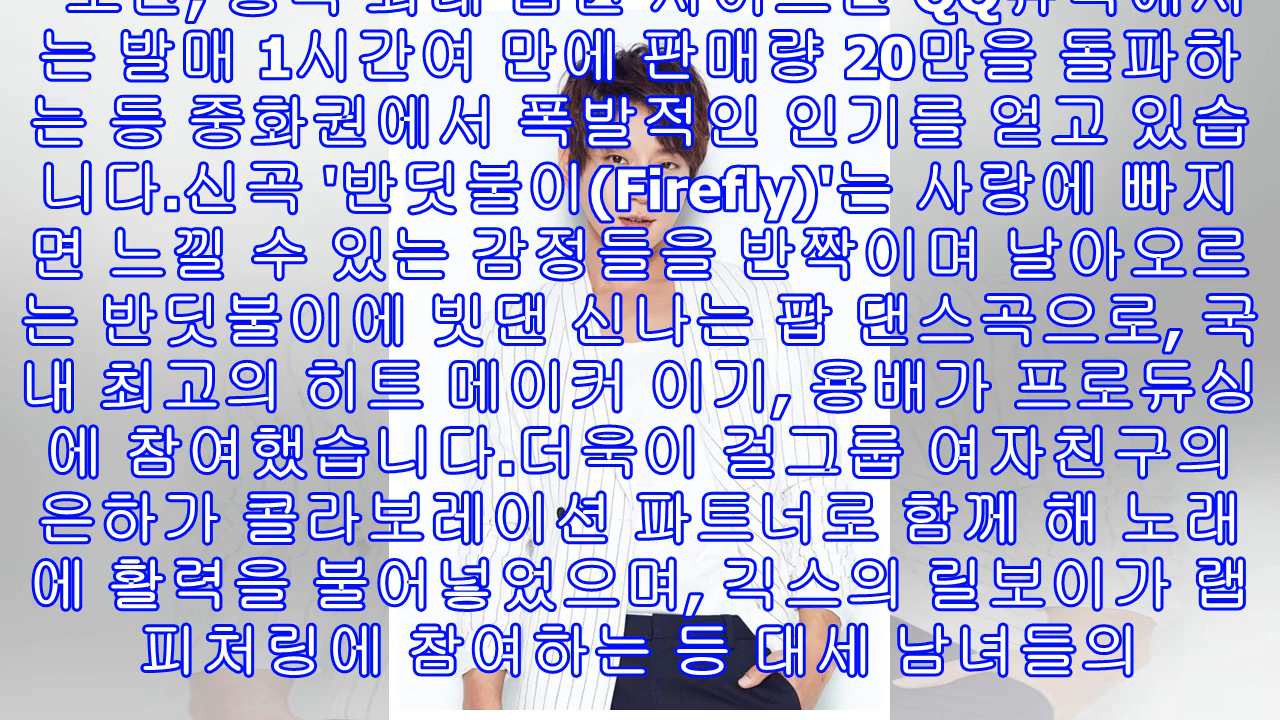 는 발매 1시간여 만에 판매량 20만을 돌파하
는 등 중화권에서 폭발적인 인기를 얻고 있습
니다.신곡 '반딧불이(Firefly)'는 사랑에 빠지
면 느낄 수 있는 감정들을 반짝이며 날아오르
는 반딧불이에 빗댄 신나는 팝 댄스곡으로, 국
내 최고의 히트 메이커 이기, 용배가 프로듀싱
에 참여했습니다.더욱이 걸그룹 여자친구의
은하가 콜라보레이션 파트너로 함께 해 노래
에 활력을 불어넣었으며, 긱스의 릴보이가 랩
피처링에 참여하는 등 대세 남녀들의